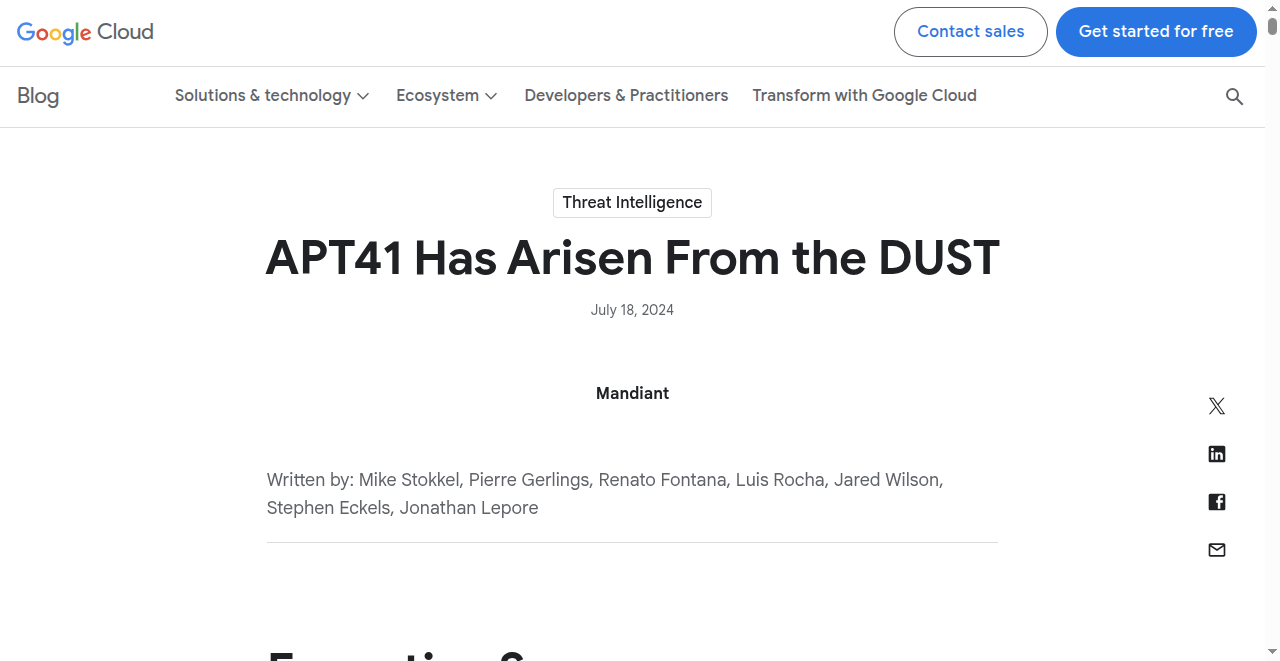 Google Cloud
Contact sales
Get started for free
Blog
Solutions & technology
Ecosystem
Developers & Practitioners
Transform with Google Cloud
Threat Intelligence
APT41 Has Arisen From the DUST
July 18, 2024
Mandiant
Written by: Mike Stokkel, Pierre Gerlings, Renato Fontana, Luis Rocha, Jared Wilson,
Stephen Eckels, Jonathan Lepore